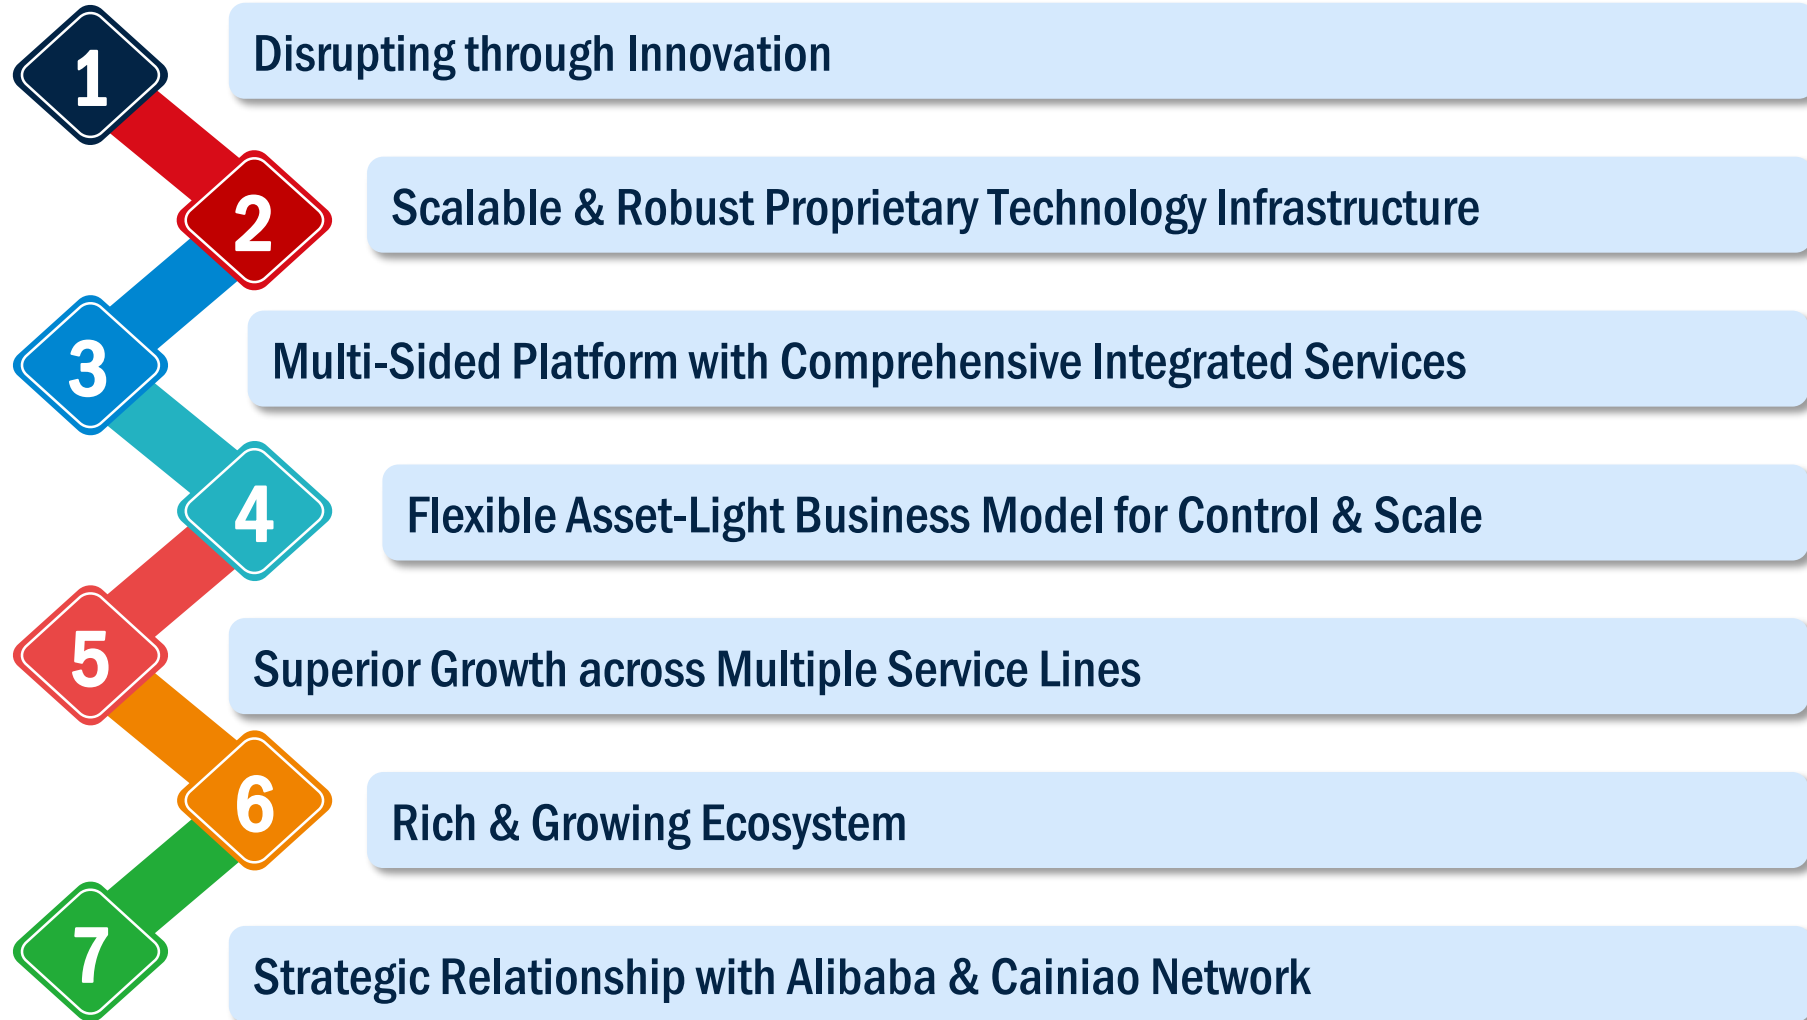 1
Disrupting through Innovation
2
Scalable & Robust Proprietary Technology Infrastructure
3
Multi-Sided Platform with Comprehensive Integrated Services
4
Flexible Asset-Light Business Model for Control & Scale
5
Superior Growth across Multiple Service Lines
6
Rich & Growing Ecosystem
7
Strategic Relationship with Alibaba & Cainiao Network